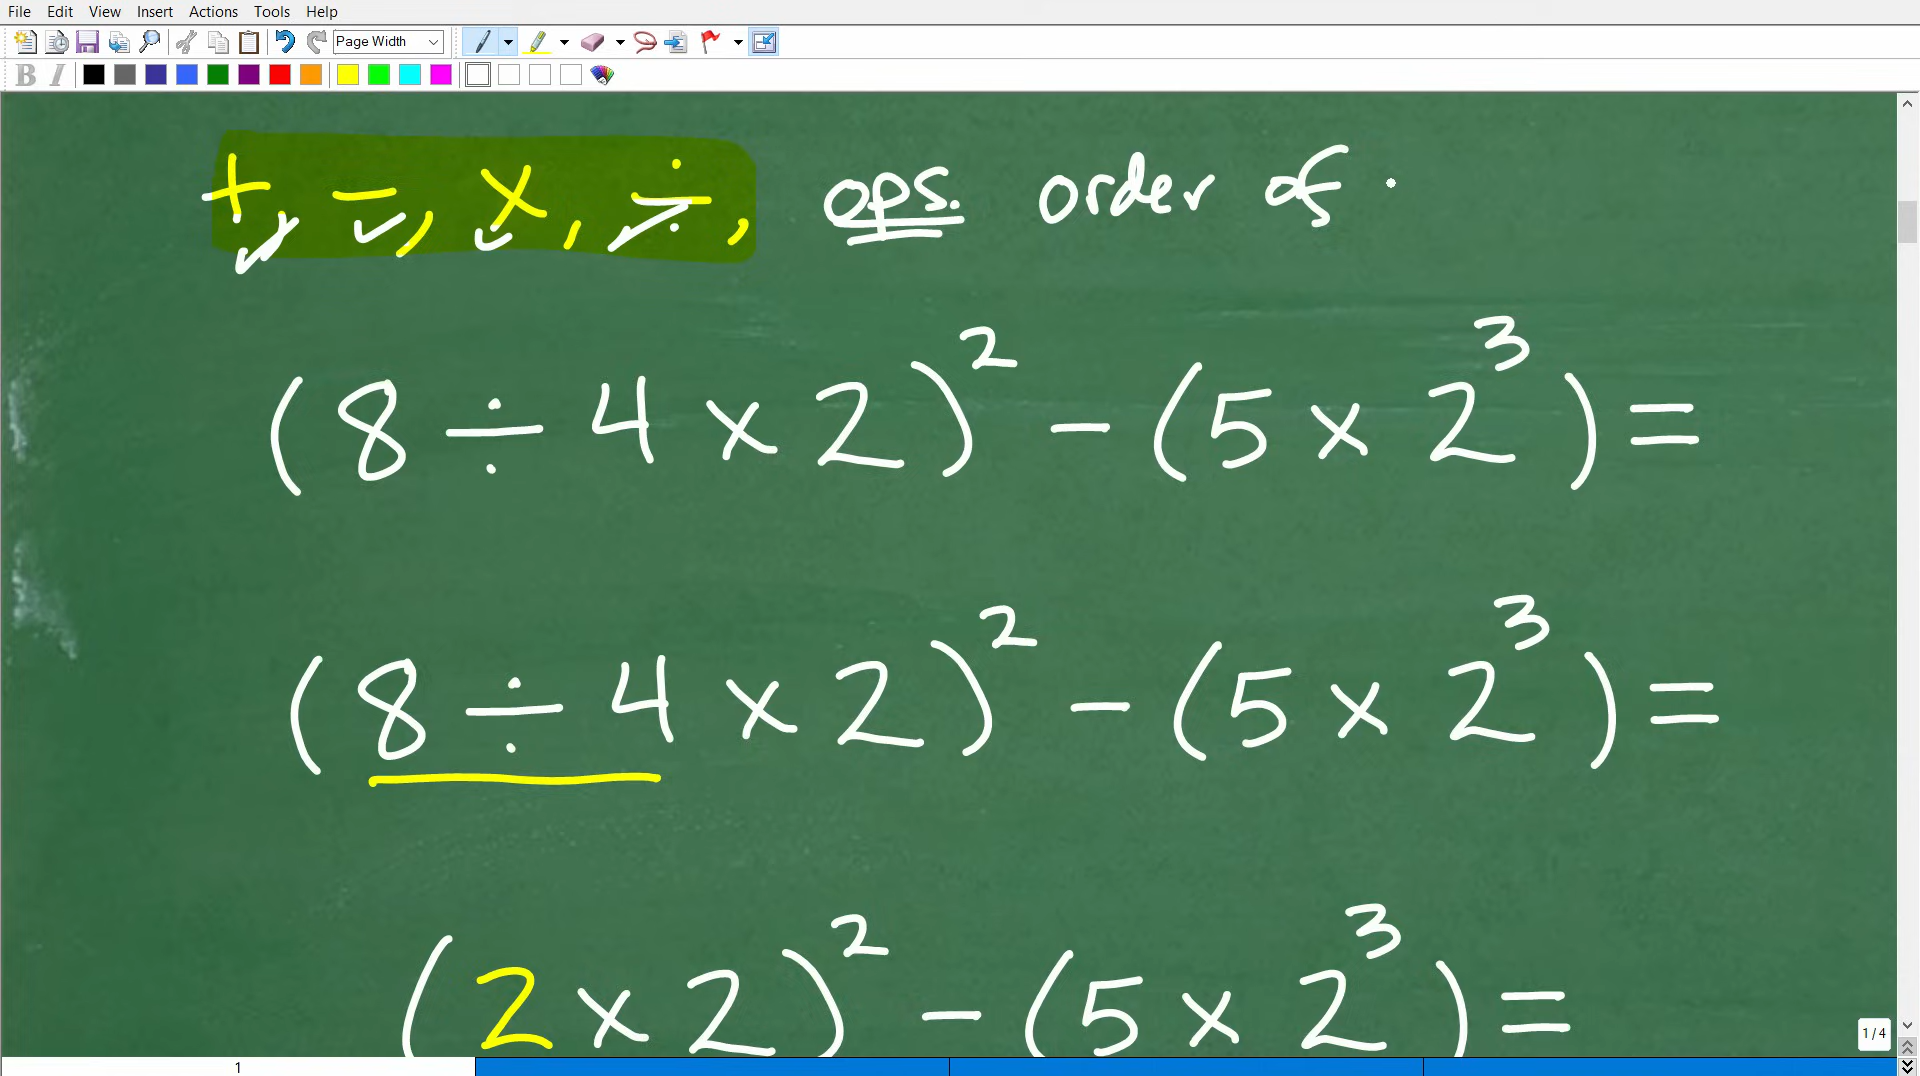 File Edit View Insert Actions Tools Help
Page Width
B I
+, −, ×, ÷, ops. order of
(8 ÷ 4 × 2)² − (5 × 2³) =
(8 ÷ 4 × 2)² − (5 × 2³) =
(2 × 2)² − (5 × 2³) =
1/4
1